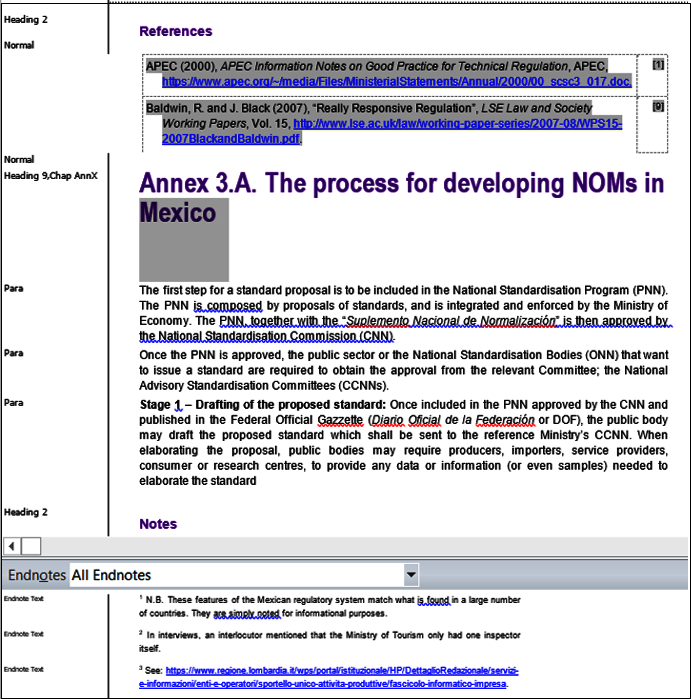 Heading 2
References
Normal
APEC (2000), APEC Information Notes on Good Practice for Technical Regulation, APEC, [1]
https://www.apec.org/~/media/Files/MinisterialStatements/Annual/2000/00_scsc3_017.doc.
Baldwin, R. and J. Black (2007), “Really Responsive Regulation”, LSE Law and Society [9]
Working Papers, Vol. 15, http://www.lse.ac.uk/law/working-paper-series/2007-08/WPS15-
2007BlackandBaldwin.pdf.
Normal
Heading 9,Chap AnnX
Annex 3.A. The process for developing NOMs in
Mexico
Para
The first step for a standard proposal is to be included in the National Standardisation Program (PNN).
The PNN is composed by proposals of standards, and is integrated and enforced by the Ministry of
Economy. The PNN, together with the “Suplemento Nacional de Normalización” is then approved by
the National Standardisation Commission (CNN).
Para
Once the PNN is approved, the public sector or the National Standardisation Bodies (ONN) that want
to issue a standard are required to obtain the approval from the relevant Committee; the National
Advisory Standardisation Committees (CCNNs).
Para
Stage 1 – Drafting of the proposed standard: Once included in the PNN approved by the CNN and
published in the Federal Official Gazzette (Diario Oficial de la Federación or DOF), the public body
may draft the proposed standard which shall be sent to the reference Ministry’s CCNN. When
elaborating the proposal, public bodies may require producers, importers, service providers,
consumer or research centres, to provide any data or information (or even samples) needed to
elaborate the standard
Heading 2
Notes
Endnotes All Endnotes
Endnote Text
1 N.B. These features of the Mexican regulatory system match what is found in a large number
of countries. They are simply noted for informational purposes.
Endnote Text
2 In interviews, an interlocutor mentioned that the Ministry of Tourism only had one inspector
itself.
Endnote Text
3 See: https://www.regione.lombardia.it/wps/portal/istituzionale/HP/DettaglioRedazionale/servizi-
e-informazioni/enti-e-operatori/sportello-unico-attivita-produttive/fascicolo-informatico-impresa.